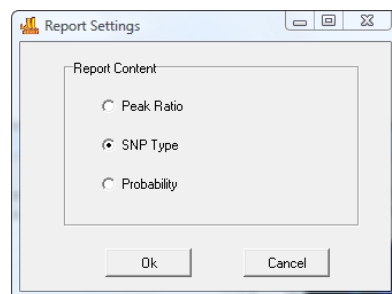 Report Settings
Report Content
Peak Ratio
SNP Type
Probability
Ok
Cancel